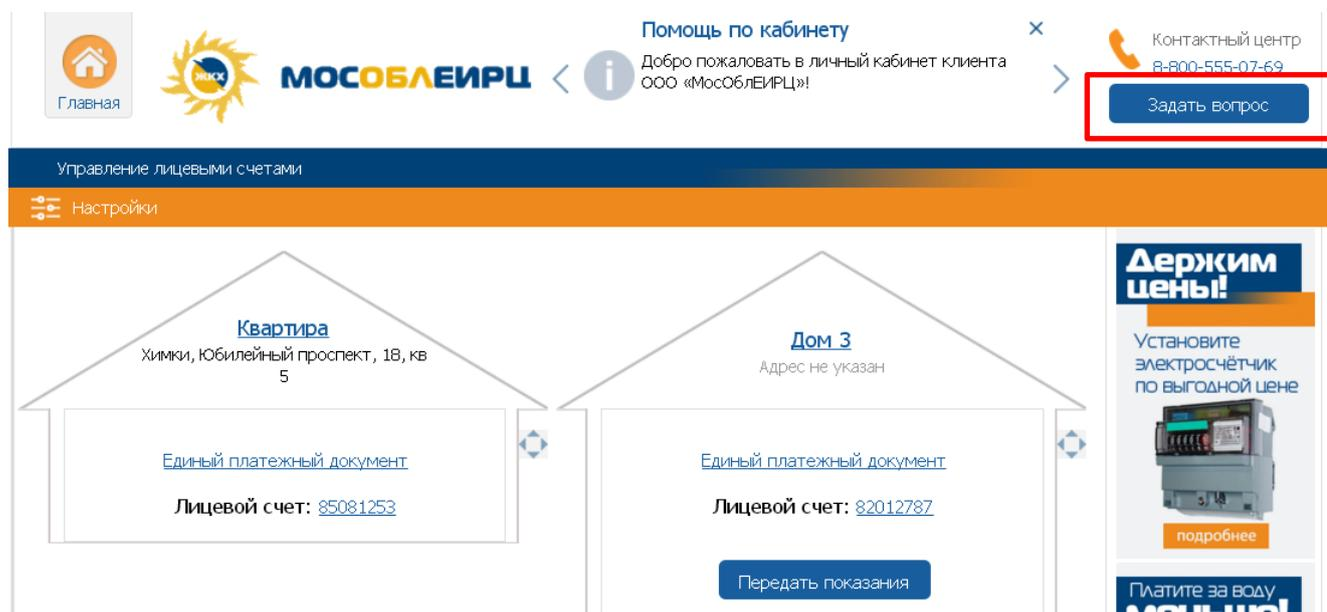 Главная
ЖКХ
МОСОБЛЕИРЦ
Помощь по кабинету
Добро пожаловать в личный кабинет клиента
ООО «МосОблЕИРЦ»!
Контактный центр
8-800-555-07-69
Задать вопрос
Управление лицевыми счетами
Настройки
Квартира
Химки, Юбилейный проспект, 18, кв
5
Единый платежный документ
Лицевой счет: 85081253
Дом 3
Адрес не указан
Единый платежный документ
Лицевой счет: 82012787
Передать показания
Держим
цены!
Установите
электросчётчик
по выгодной цене
подробнее
Платите за воду